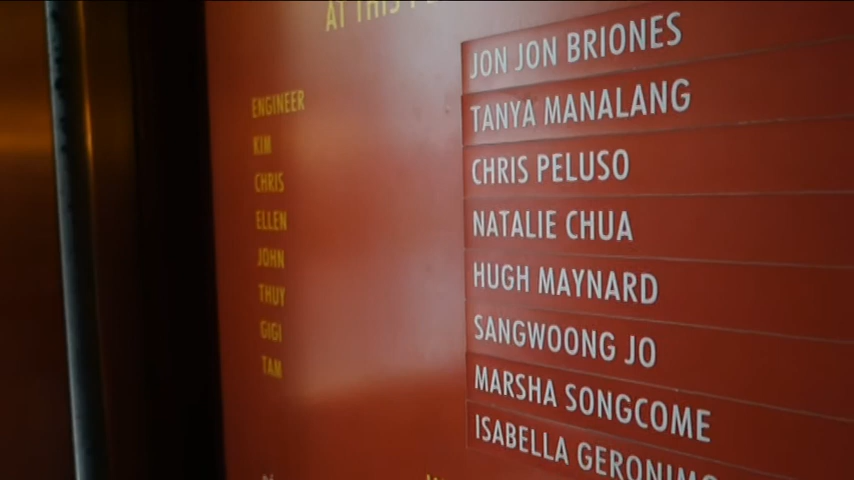 AT THIS
ENGINEER JON JON BRIONES
KIM TANYA MANALANG
CHRIS CHRIS PELUSO
ELLEN NATALIE CHUA
JOHN HUGH MAYNARD
THUY SANGWOONG JO
GIGI MARSHA SONGCOME
TAM ISABELLA GERONIMO